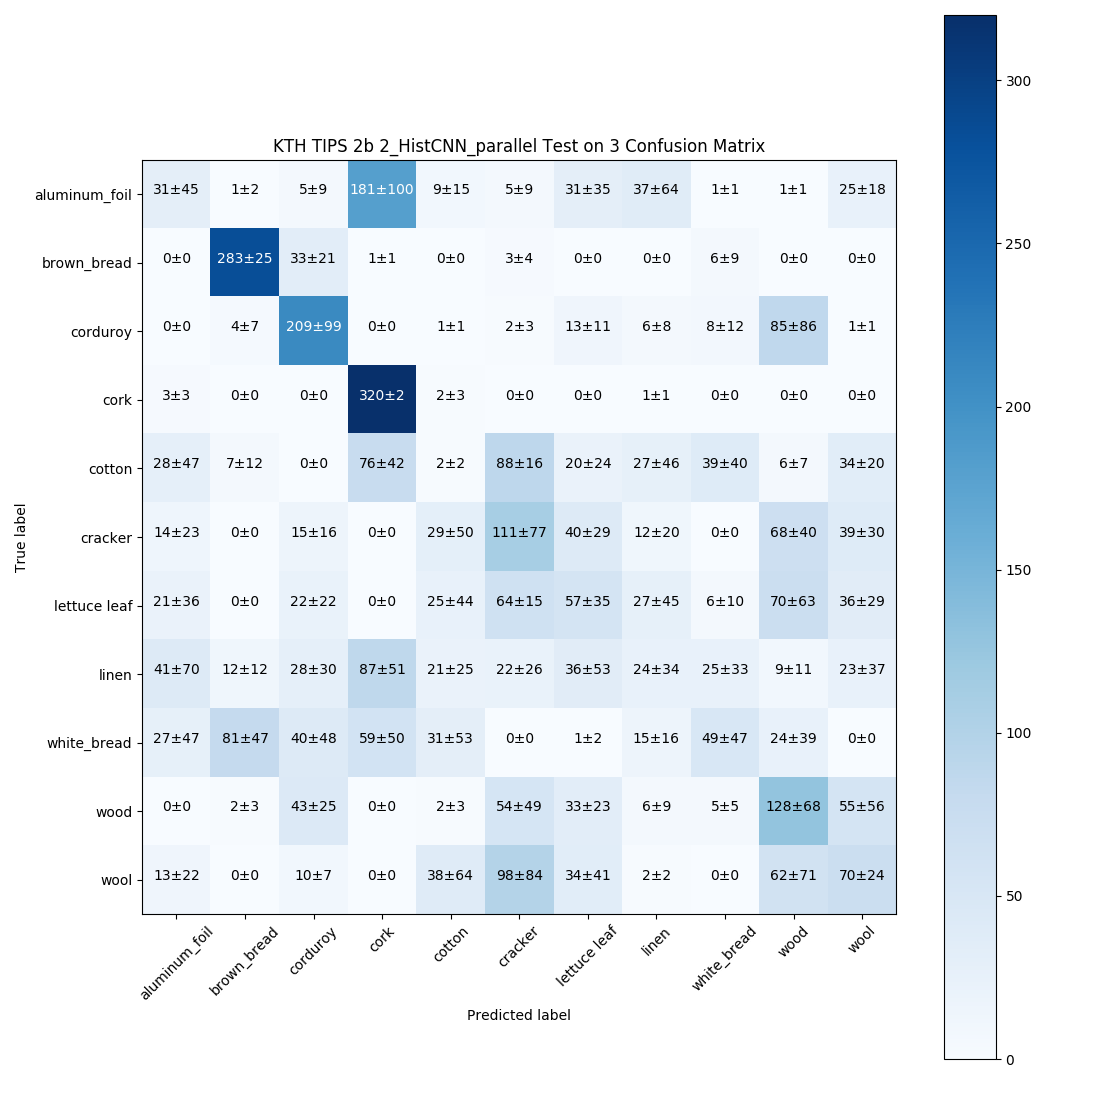 KTH TIPS 2b 2_HistCNN_parallel Test on 3 Confusion Matrix
True label
aluminum_foil 31±45 1±2 5±9 181±100 9±15 5±9 31±35 37±64 1±1 1±1 25±18
brown_bread 0±0 283±25 33±21 1±1 0±0 3±4 0±0 0±0 6±9 0±0 0±0
corduroy 0±0 4±7 209±99 0±0 1±1 2±3 13±11 6±8 8±12 85±86 1±1
cork 3±3 0±0 0±0 320±2 2±3 0±0 0±0 1±1 0±0 0±0 0±0
cotton 28±47 7±12 0±0 76±42 2±2 88±16 20±24 27±46 39±40 6±7 34±20
cracker 14±23 0±0 15±16 0±0 29±50 111±77 40±29 12±20 0±0 68±40 39±30
lettuce leaf 21±36 0±0 22±22 0±0 25±44 64±15 57±35 27±45 6±10 70±63 36±29
linen 41±70 12±12 28±30 87±51 21±25 22±26 36±53 24±34 25±33 9±11 23±37
white_bread 27±47 81±47 40±48 59±50 31±53 0±0 1±2 15±16 49±47 24±39 0±0
wood 0±0 2±3 43±25 0±0 2±3 54±49 33±23 6±9 5±5 128±68 55±56
wool 13±22 0±0 10±7 0±0 38±64 98±84 34±41 2±2 0±0 62±71 70±24
aluminum_foil brown_bread corduroy cork cotton cracker lettuce leaf linen white_bread wood wool
Predicted label
300
250
200
150
100
50
0